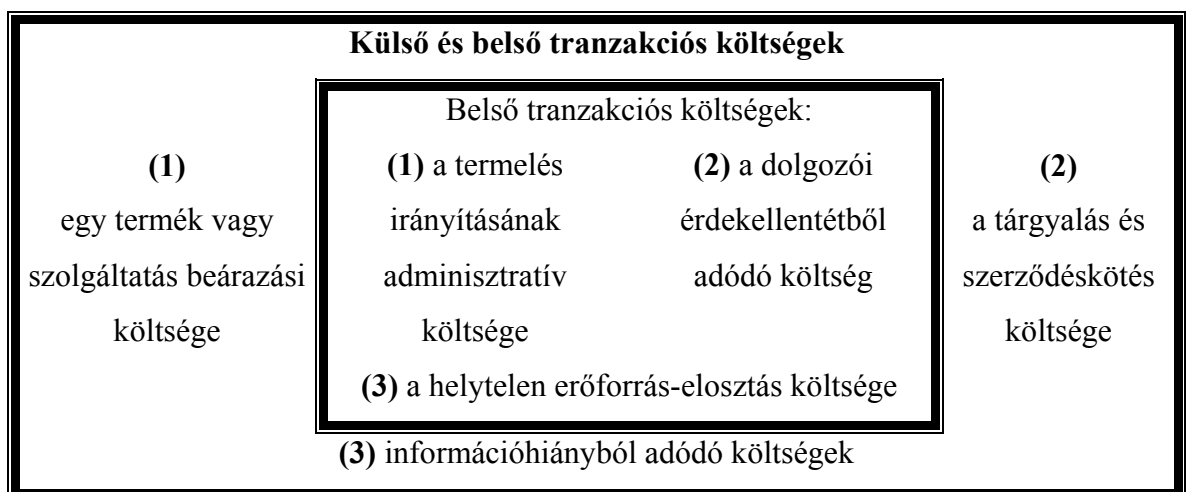 Külső és belső tranzakciós költségek
(1)
egy termék vagy
szolgáltatás beárazási
költsége
Belső tranzakciós költségek:
(1) a termelés
irányításának
adminisztratív
költsége
(2) a dolgozói
érdekellentétből
adódó költség
(3) a helytelen erőforrás-elosztás költsége
(2)
a tárgyalás és
szerződéskötés
költsége
(3) információhiányból adódó költségek